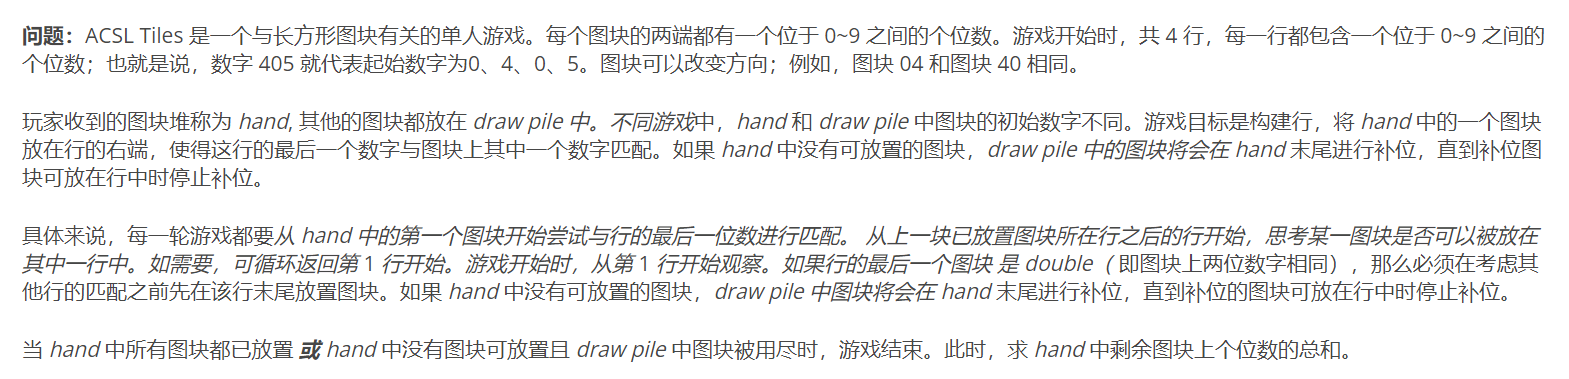 问题：ACSL Tiles 是一个与长方形图块有关的单人游戏。每个图块的两端都有一个位于 0~9 之间的个位数。游戏开始时，共 4 行，每一行都包含一个位于 0~9 之间的
个位数；也就是说，数字 405 就代表起始数字为0、4、0、5。图块可以改变方向；例如，图块 04 和图块 40 相同。
玩家收到的图块堆称为 hand, 其他的图块都放在 draw pile 中。不同游戏中，hand 和 draw pile 中图块的初始数字不同。游戏目标是构建行，将 hand 中的一个图块
放在行的右端，使得这行的最后一个数字与图块上其中一个数字匹配。如果 hand 中没有可放置的图块，draw pile 中的图块将会在 hand 末尾进行补位，直到补位图
块可放在行中时停止补位。
具体来说，每一轮游戏都要从 hand 中的第一个图块开始尝试与行的最后一位数进行匹配。 从上一块已放置图块所在行之后的行开始，思考某一图块是否可以被放在
其中一行中。如需要，可循环返回第 1 行开始。游戏开始时，从第 1 行开始观察。如果行的最后一个图块 是 double（ 即图块上两位数字相同），那么必须在考虑其
他行的匹配之前先在该行末尾放置图块。如果 hand 中没有可放置的图块，draw pile 中图块将会在 hand 末尾进行补位，直到补位的图块可放在行中时停止补位。
当 hand 中所有图块都已放置 或 hand 中没有图块可放置且 draw pile 中图块被用尽时，游戏结束。此时，求 hand 中剩余图块上个位数的总和。